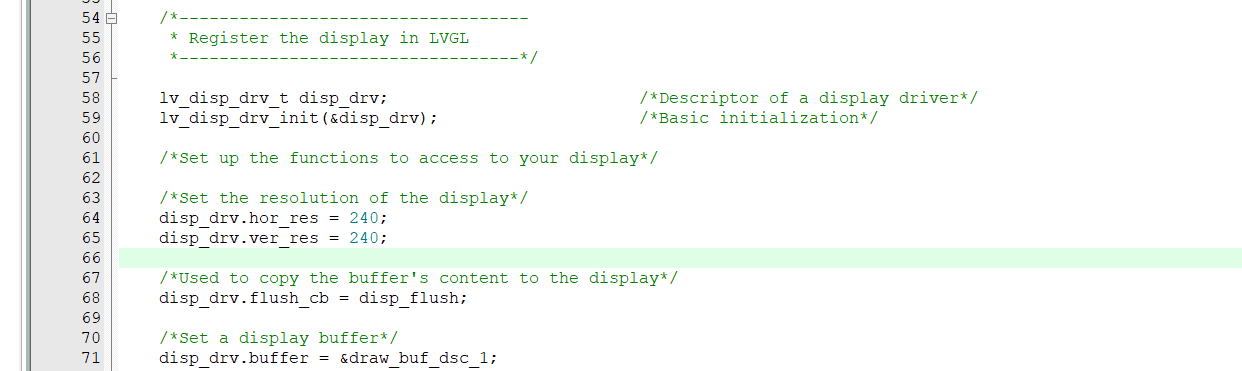 54 /*-----------------------------------
55 * Register the display in LVGL
56 *----------------------------------*/
57
58 lv_disp_drv_t disp_drv; /*Descriptor of a display driver*/
59 lv_disp_drv_init(&disp_drv); /*Basic initialization*/
60
61 /*Set up the functions to access to your display*/
62
63 /*Set the resolution of the display*/
64 disp_drv.hor_res = 240;
65 disp_drv.ver_res = 240;
66
67 /*Used to copy the buffer's content to the display*/
68 disp_drv.flush_cb = disp_flush;
69
70 /*Set a display buffer*/
71 disp_drv.buffer = &draw_buf_dsc_1;